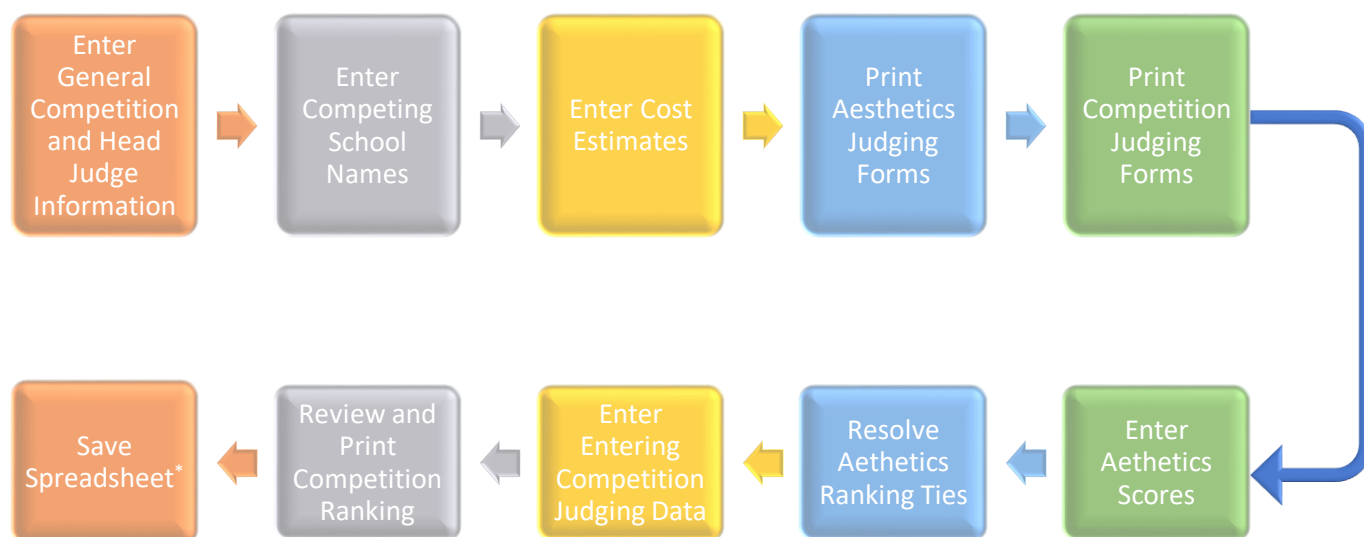 Enter
General
Competition
and Head
Judge
Information
Enter
Competing
School
Names
Enter Cost
Estimates
Print
Aesthetics
Judging
Forms
Print
Competition
Judging
Forms
Enter
Aethetics
Scores
Resolve
Aethetics
Ranking Ties
Enter
Entering
Competition
Judging Data
Review and
Print
Competition
Ranking
Save
Spreadsheet*